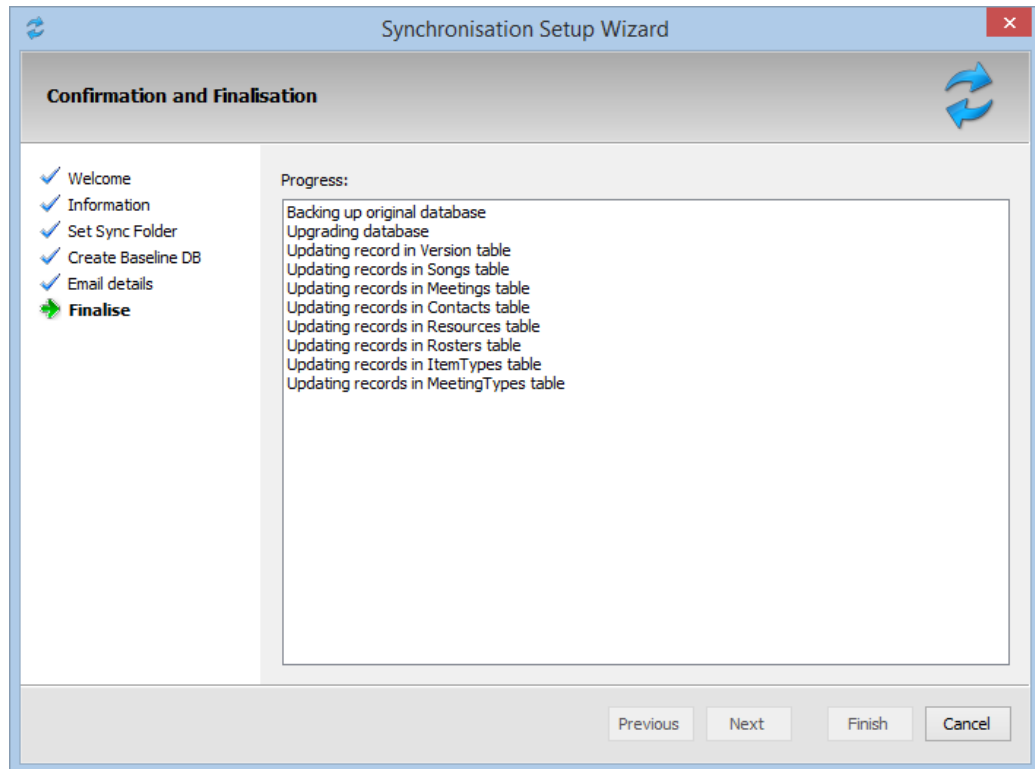 Synchronisation Setup Wizard
Confirmation and Finalisation
Welcome
Information
Set Sync Folder
Create Baseline DB
Email details
Finalise
Progress:
Backing up original database
Upgrading database
Updating record in Version table
Updating records in Songs table
Updating records in Meetings table
Updating records in Contacts table
Updating records in Resources table
Updating records in Rosters table
Updating records in ItemTypes table
Updating records in MeetingTypes table
Previous Next Finish Cancel